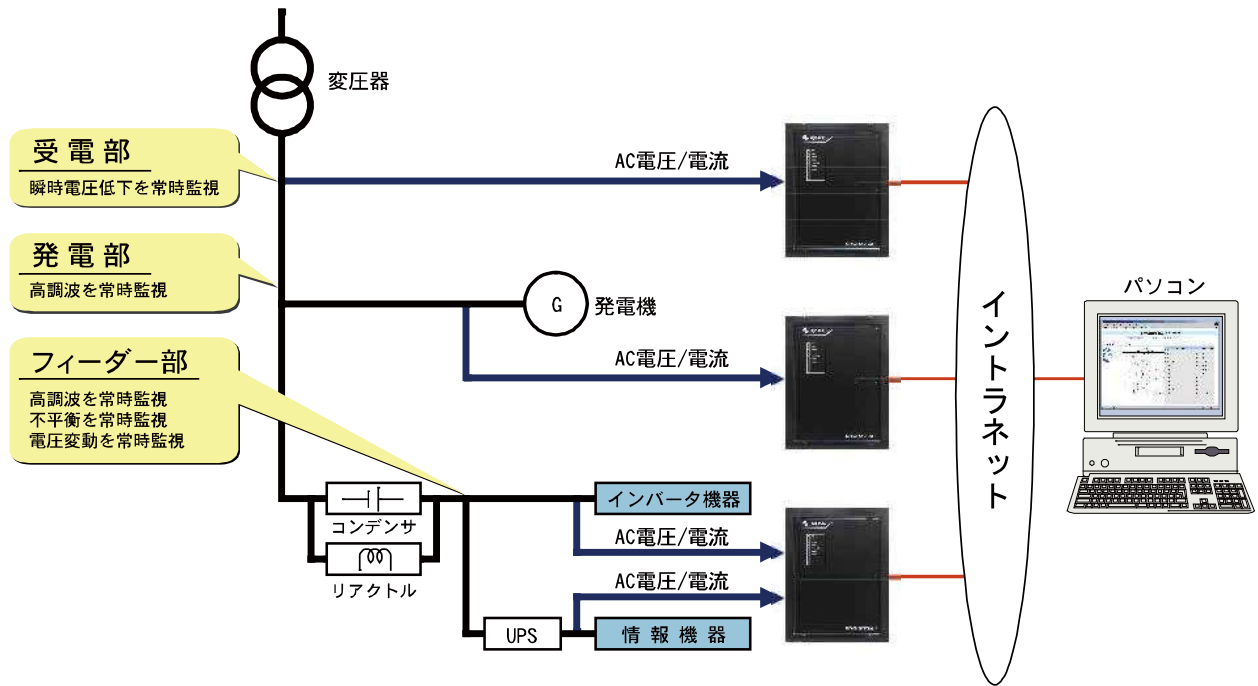 変圧器
受電部
瞬時電圧低下を常時監視
AC電圧/電流
発電部
高調波を常時監視
G
発電機
AC電圧/電流
フィーダー部
高調波を常時監視
不平衡を常時監視
電圧変動を常時監視
コンデンサ
リアクトル
インバータ機器
AC電圧/電流
AC電圧/電流
UPS
情報機器
イントラネット
パソコン